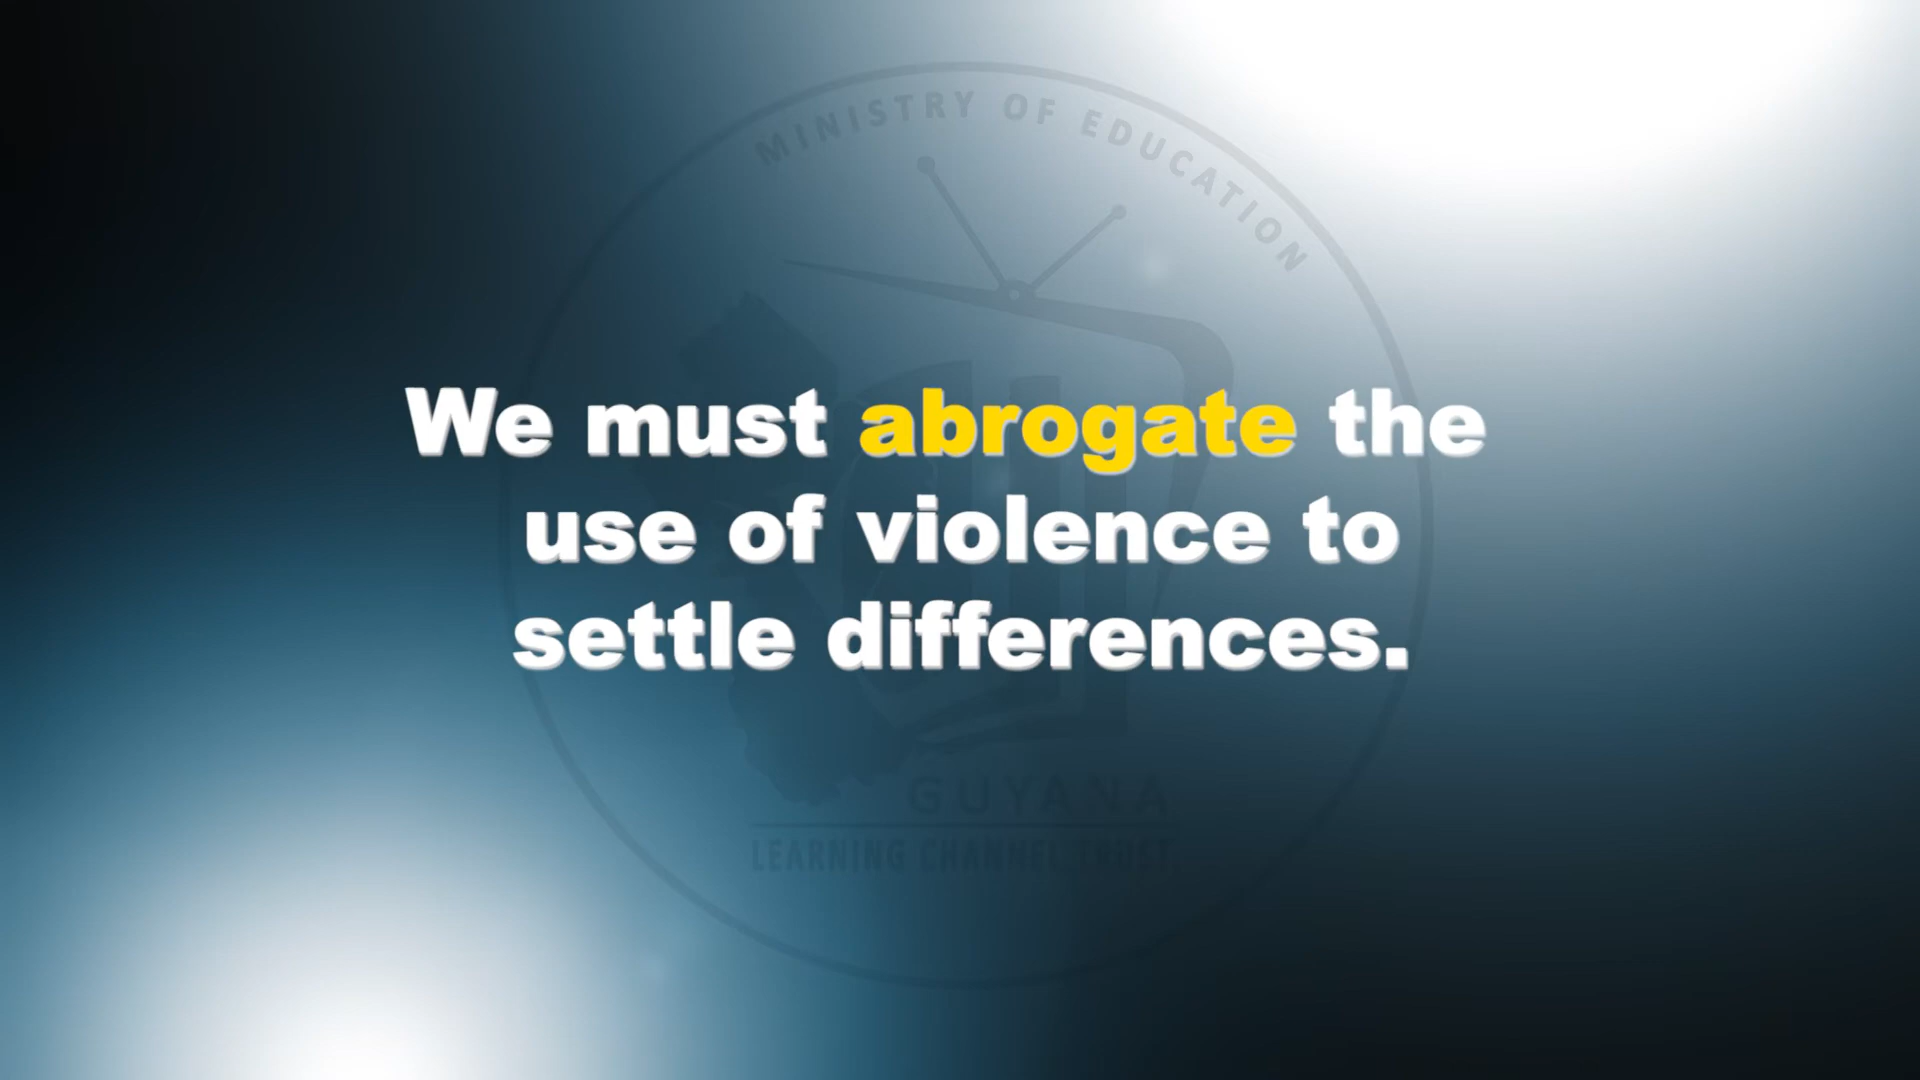 MINISTRY OF EDUCATION
We must abrogate the
use of violence to
settle differences.
GUYANA
LEARNING CHANNEL TRUST